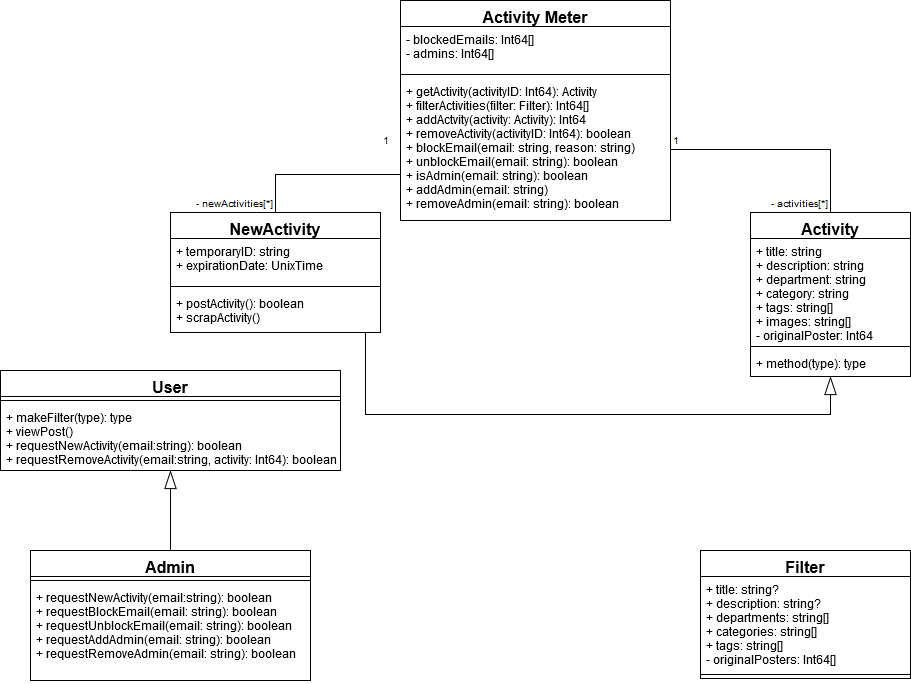 Activity Meter
- blockedEmails: Int64[]
- admins: Int64[]
+ getActivity(activityID: Int64): Activity
+ filterActivities(filter: Filter): Int64[]
+ addActvity(activity: Activity): Int64
+ removeActivity(activityID: Int64): boolean
+ blockEmail(email: string, reason: string)
+ unblockEmail(email: string): boolean
+ isAdmin(email: string): boolean
+ addAdmin(email: string)
+ removeAdmin(email: string): boolean
1
1
- newActivities[*]
- activities[*]
NewActivity
+ temporaryID: string
+ expirationDate: UnixTime
+ postActivity(): boolean
+ scrapActivity()
Activity
+ title: string
+ description: string
+ department: string
+ category: string
+ tags: string[]
+ images: string[]
- originalPoster: Int64
+ method(type): type
User
+ makeFilter(type): type
+ viewPost()
+ requestNewActivity(email:string): boolean
+ requestRemoveActivity(email:string, activity: Int64): boolean
Admin
+ requestNewActivity(email:string): boolean
+ requestBlockEmail(email: string): boolean
+ requestUnblockEmail(email: string): boolean
+ requestAddAdmin(email: string): boolean
+ requestRemoveAdmin(email: string): boolean
Filter
+ title: string?
+ description: string?
+ departments: string[]
+ categories: string[]
+ tags: string[]
- originalPosters: Int64[]